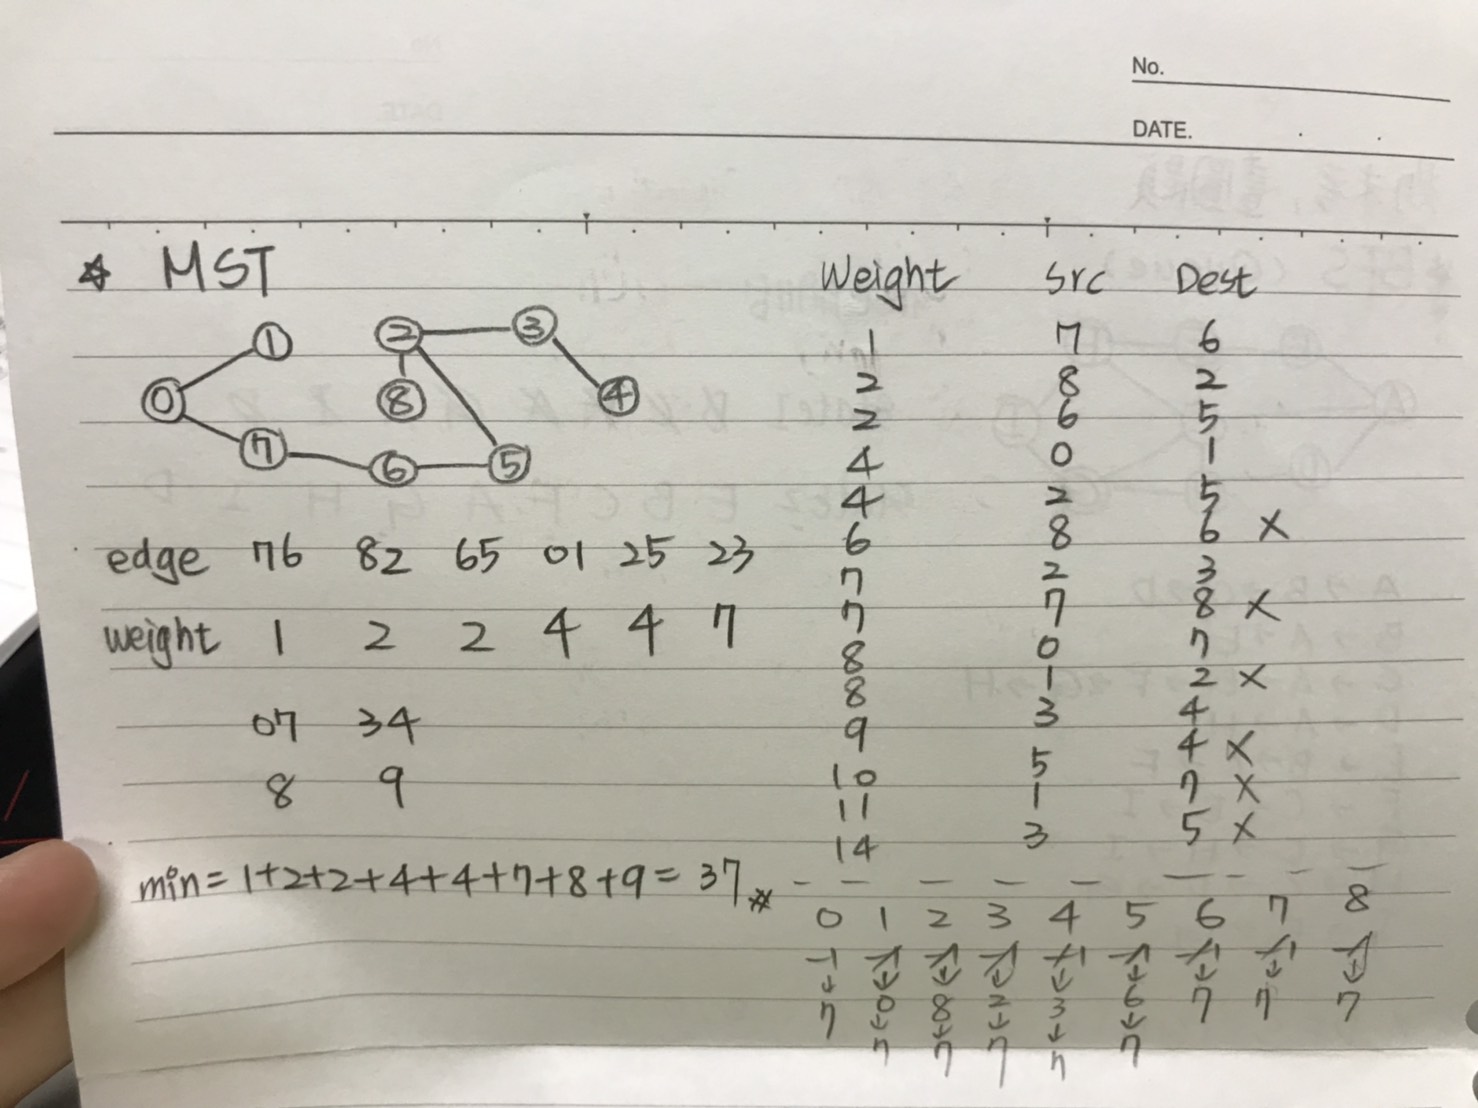 No.
DATE.
☆ MST
① ② ③
⓪ ⑧ ④
⑦ ⑥ ⑤
edge 76 82 65 01 25 23
weight 1 2 2 4 4 7
07 34
8 9
min = 1+2+2+4+4+7+8+9 = 37 #
Weight Src Dest
1 7 6
2 8 2
2 6 5
4 0 1
4 2 5
6 8 6 X
7 2 3
7 7 8 X
8 0 7
8 1 2 X
9 3 4
10 5 4 X
11 1 7 X
14 3 5 X
0 1 2 3 4 5 6 7 8
-1 -1 -1 -1 -1 -1 -1 -1 -1
↓ ↓ ↓ ↓ ↓ ↓ ↓ ↓ ↓
7 0 8 2 3 6 7 7 7
↓ ↓ ↓ ↓ ↓
7 7 7 7 7